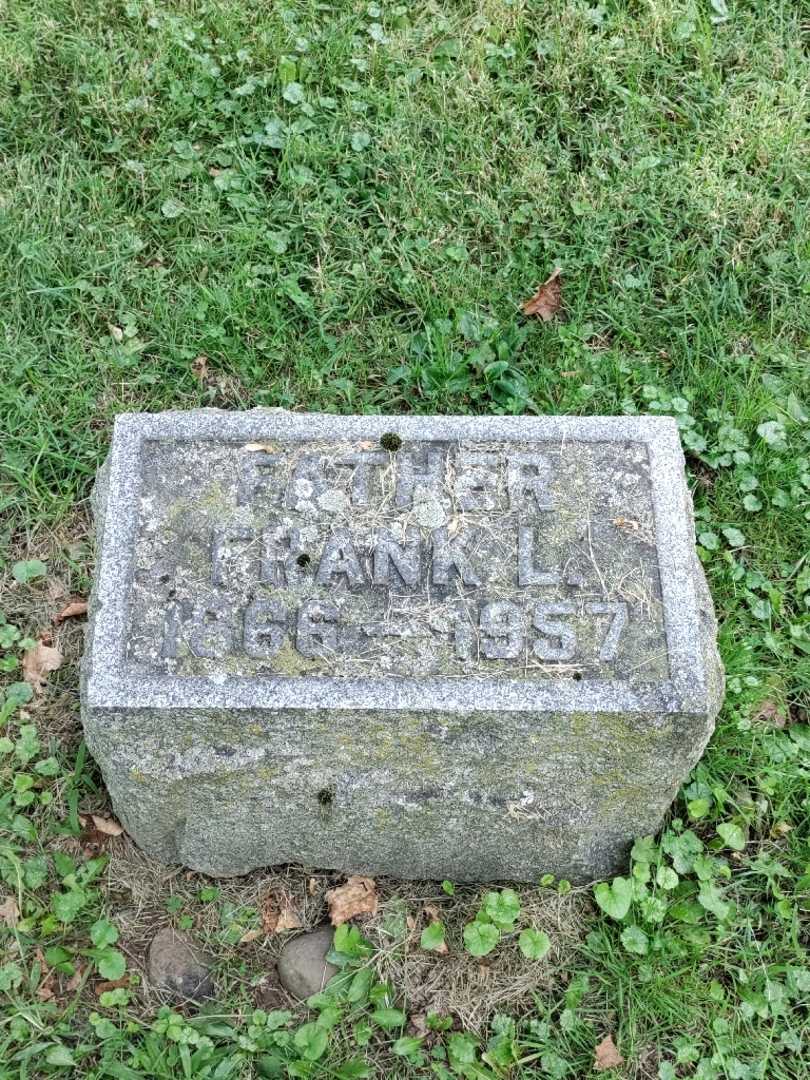 FATHER
FRANK L.
1866 — 1957